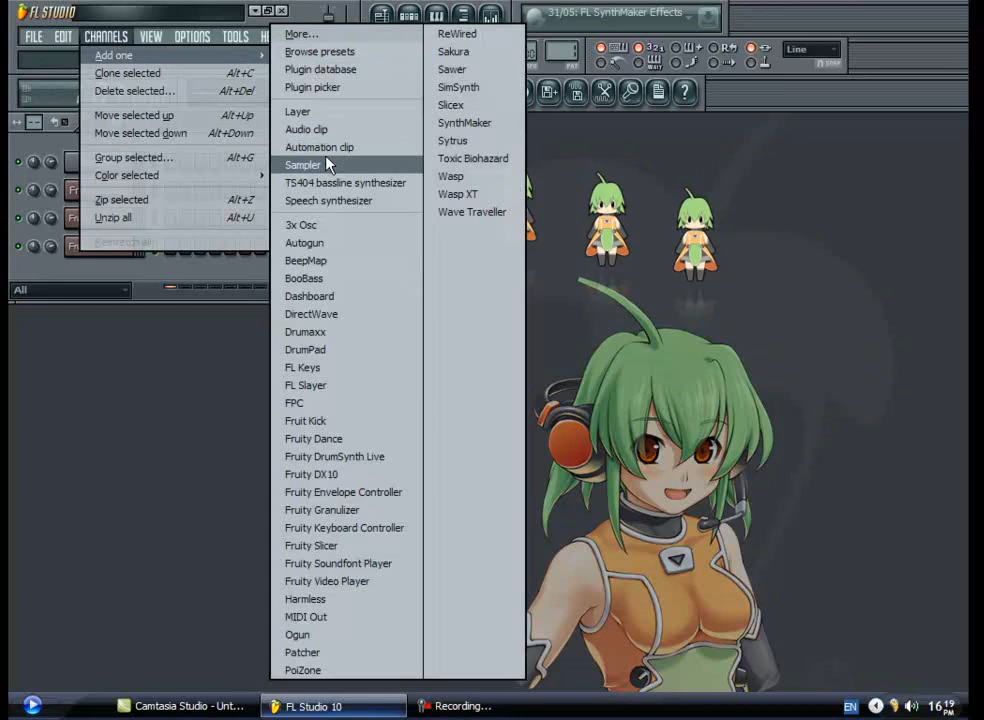 FL STUDIO
31/05: FL SynthMaker Effects
FILE EDIT CHANNELS VIEW OPTIONS TOOLS
Line
SNAP
Add one
Clone selected Alt+C
Delete selected... Alt+Del
Move selected up Alt+Up
Move selected down Alt+Down
Group selected... Alt+G
Color selected
Zip selected Alt+Z
Unzip all Alt+U
All
More...
Browse presets
Plugin database
Plugin picker
Layer
Audio clip
Automation clip
Sampler
TS404 bassline synthesizer
Speech synthesizer
3x Osc
Autogun
BeepMap
BooBass
Dashboard
DirectWave
Drumaxx
DrumPad
FL Keys
FL Slayer
FPC
Fruit Kick
Fruity Dance
Fruity DrumSynth Live
Fruity DX10
Fruity Envelope Controller
Fruity Granulizer
Fruity Keyboard Controller
Fruity Slicer
Fruity Soundfont Player
Fruity Video Player
Harmless
MIDI Out
Ogun
Patcher
PoiZone
ReWired
Sakura
Sawer
SimSynth
Slicex
SynthMaker
Sytrus
Toxic Biohazard
Wasp
Wasp XT
Wave Traveller
Camtasia Studio - Unt...
FL Studio 10
Recording...
EN
16:19
PM